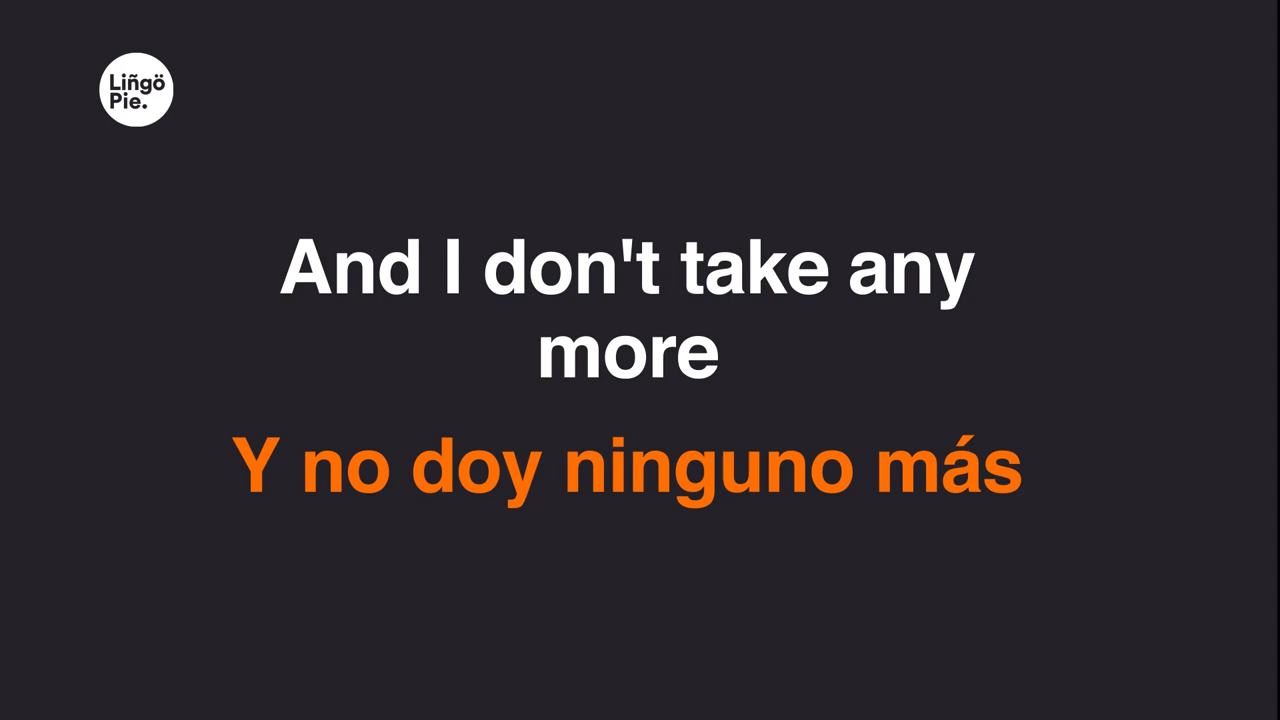 Liñgö
Pie.
And I don't take any
more
Y no doy ninguno más